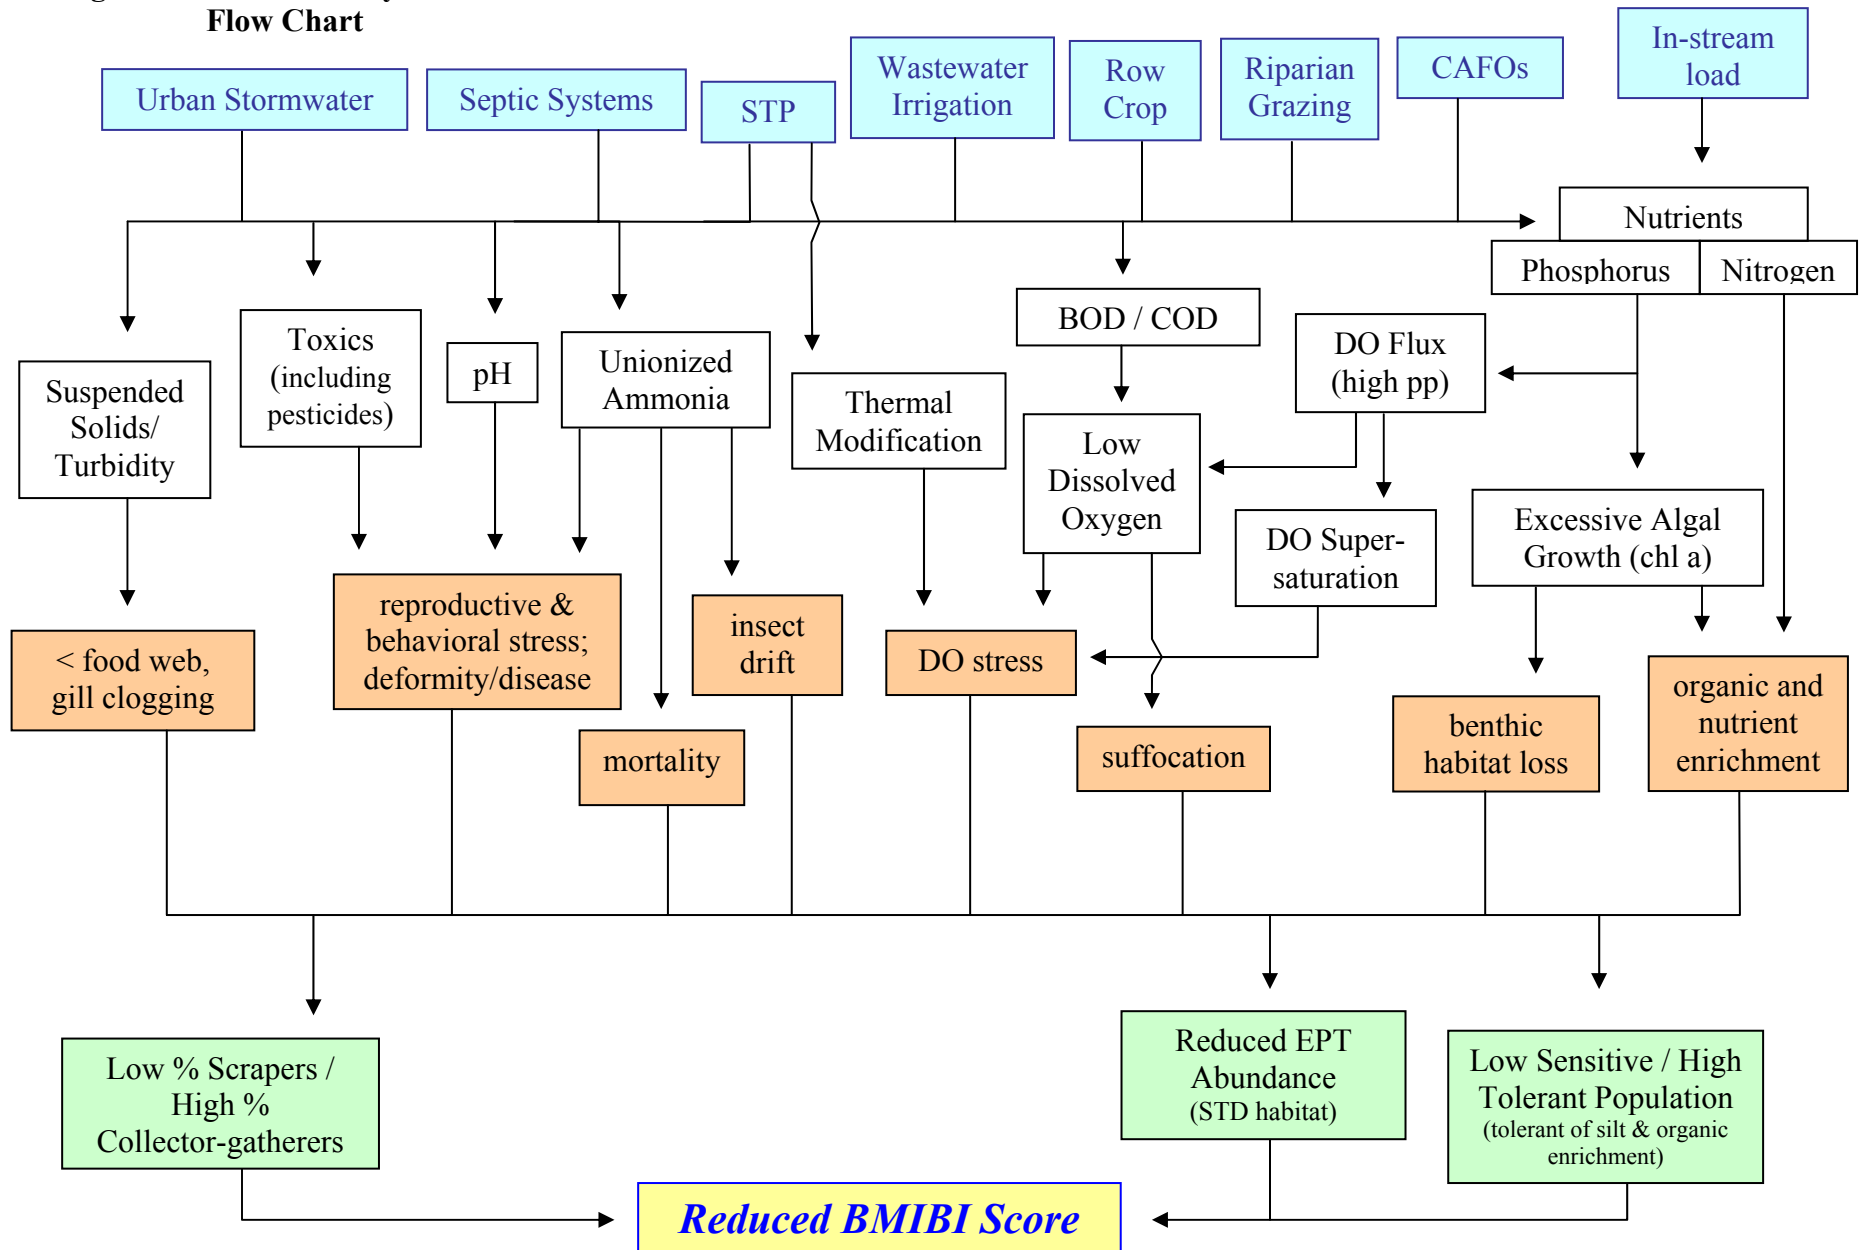 Flow Chart
Urban Stormwater
Septic Systems
STP
Wastewater
Irrigation
Row
Crop
Riparian
Grazing
CAFOs
In-stream
load
Nutrients
Phosphorus
Nitrogen
Suspended
Solids/
Turbidity
Toxics
(including
pesticides)
pH
Unionized
Ammonia
Thermal
Modification
BOD / COD
Low
Dissolved
Oxygen
DO Flux
(high pp)
DO Super-
saturation
Excessive Algal
Growth (chl a)
< food web,
gill clogging
reproductive &
behavioral stress;
deformity/disease
mortality
insect
drift
DO stress
suffocation
benthic
habitat loss
organic and
nutrient
enrichment
Low % Scrapers /
High %
Collector-gatherers
Reduced EPT
Abundance
(STD habitat)
Low Sensitive / High
Tolerant Population
(tolerant of silt & organic
enrichment)
Reduced BMIBI Score